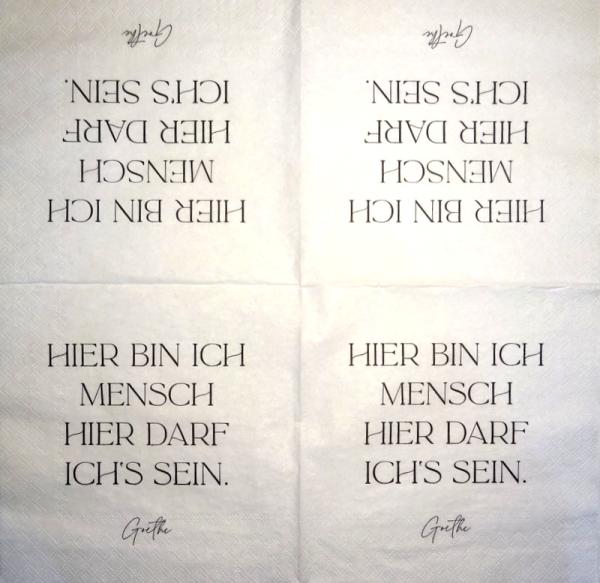 Goethe
ICH'S SEIN.
HIER DARF
MENSCH
HIER BIN ICH
Goethe
ICH'S SEIN.
HIER DARF
MENSCH
HIER BIN ICH
HIER BIN ICH
MENSCH
HIER DARF
ICH'S SEIN.
Goethe
HIER BIN ICH
MENSCH
HIER DARF
ICH'S SEIN.
Goethe